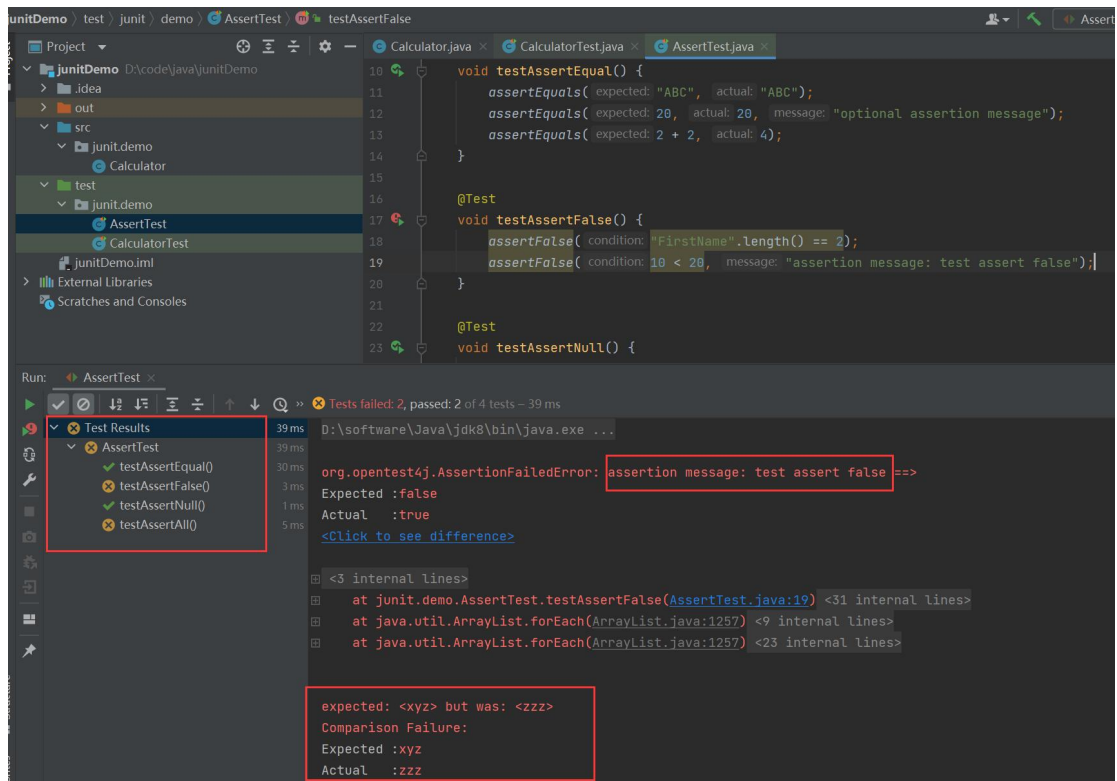 unitDemo 〉 test 〉 junit 〉 demo 〉 AssertTest 〉 testAssertFalse
Assert
Project
Calculator.java × CalculatorTest.java × AssertTest.java ×
junitDemo D:\code\java\junitDemo
.idea
out
src
junit.demo
Calculator
test
junit.demo
AssertTest
CalculatorTest
junitDemo.iml
External Libraries
Scratches and Consoles
10 void testAssertEqual() {
11 assertEquals( expected: "ABC", actual: "ABC");
12 assertEquals( expected: 20, actual: 20, message: "optional assertion message");
13 assertEquals( expected: 2 + 2, actual: 4);
14 }
15
16 @Test
17 void testAssertFalse() {
18 assertFalse( condition: "FirstName".length() == 2);
19 assertFalse( condition: 10 < 20, message: "assertion message: test assert false");
20 }
21
22 @Test
23 void testAssertNull() {
Run: AssertTest ×
» Tests failed: 2, passed: 2 of 4 tests – 39 ms
Test Results 39 ms
AssertTest 39 ms
testAssertEqual() 30 ms
testAssertFalse() 3 ms
testAssertNull() 1 ms
testAssertAll() 5 ms
D:\software\Java\jdk8\bin\java.exe ...
org.opentest4j.AssertionFailedError: assertion message: test assert false ==>
Expected :false
Actual :true
<Click to see difference>
<3 internal lines>
at junit.demo.AssertTest.testAssertFalse(AssertTest.java:19) <31 internal lines>
at java.util.ArrayList.forEach(ArrayList.java:1257) <9 internal lines>
at java.util.ArrayList.forEach(ArrayList.java:1257) <23 internal lines>
expected: <xyz> but was: <zzz>
Comparison Failure:
Expected :xyz
Actual :zzz